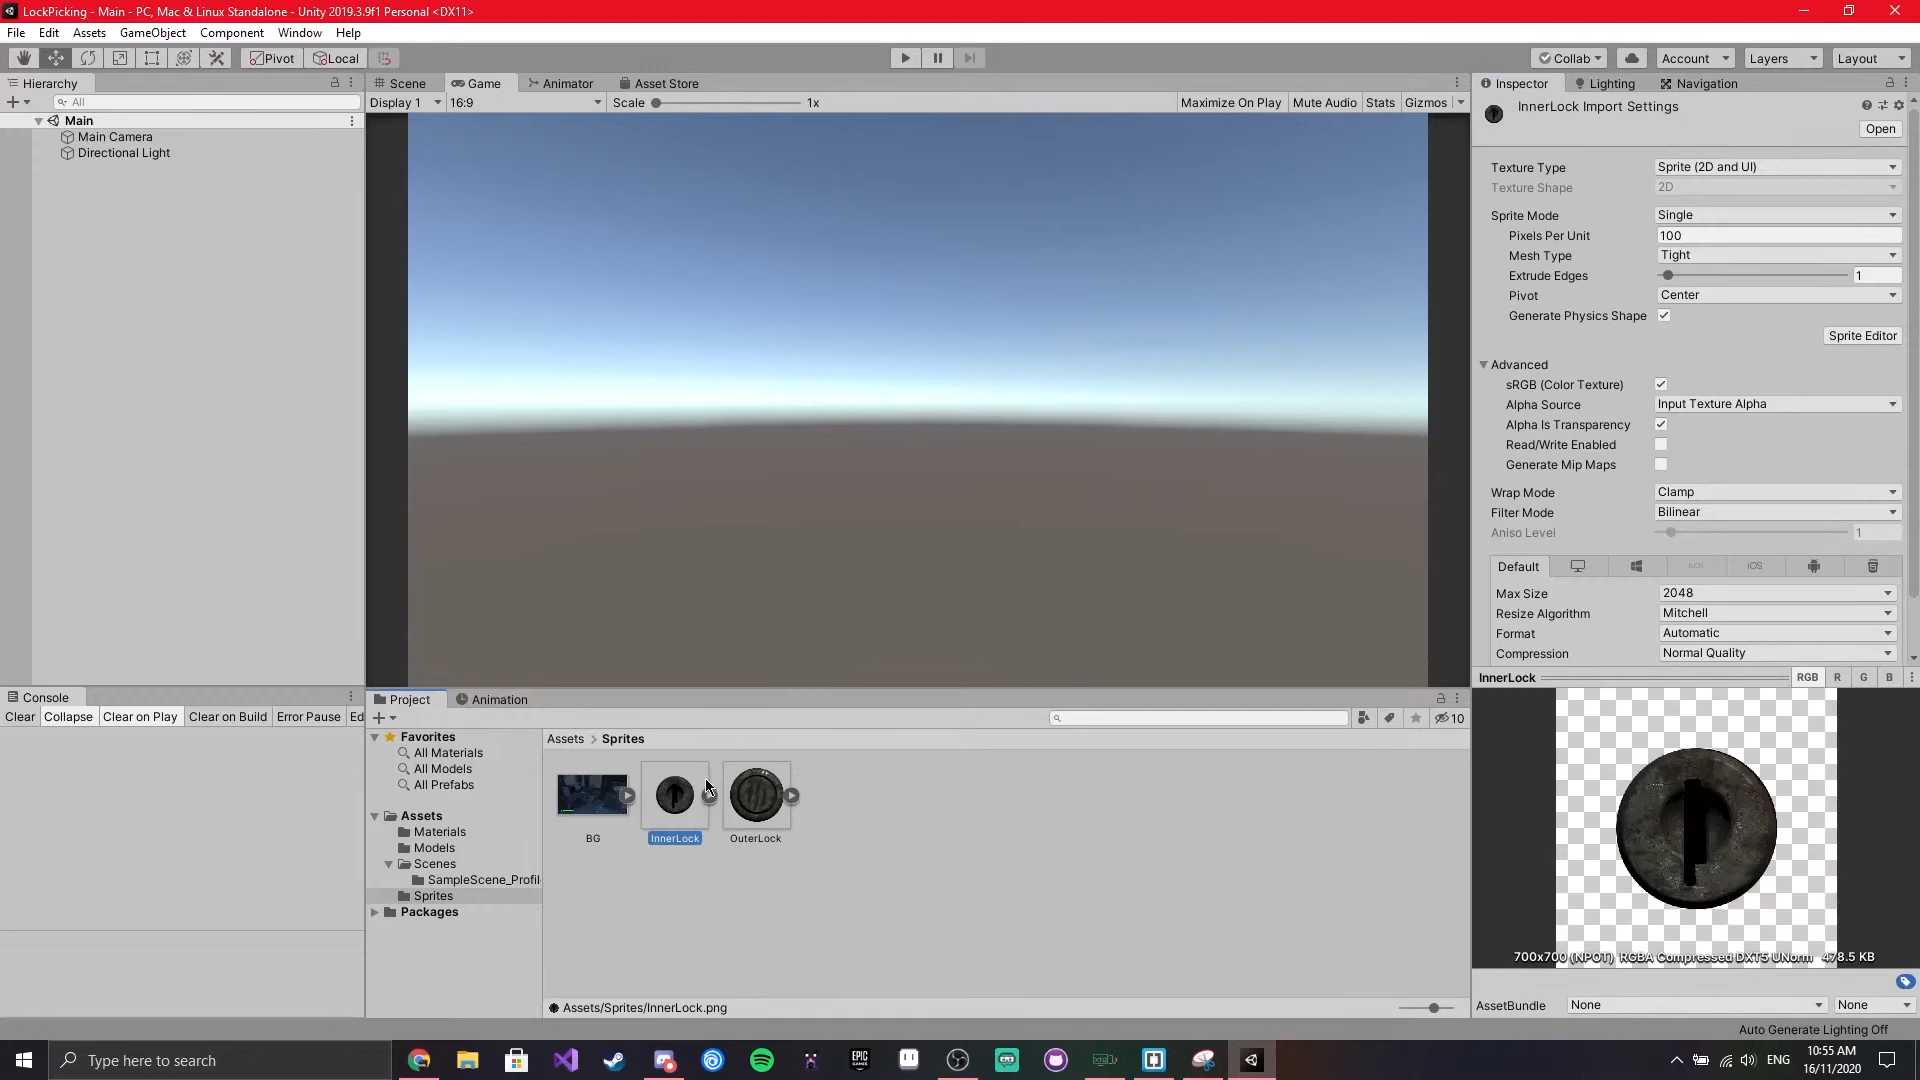 LockPicking - Main - PC, Mac & Linux Standalone - Unity 2019.3.9f1 Personal <DX11>
File Edit Assets GameObject Component Window Help
Pivot Local Collab Account Layers Layout
Hierarchy
All
Main
Main Camera
Directional Light
Scene Game Animator Asset Store
Display 1 16:9 Scale 1x Maximize On Play Mute Audio Stats Gizmos
Inspector Lighting Navigation
InnerLock Import Settings
Open
Texture Type Sprite (2D and UI)
Texture Shape 2D
Sprite Mode Single
Pixels Per Unit 100
Mesh Type Tight
Extrude Edges 1
Pivot Center
Generate Physics Shape
Sprite Editor
Advanced
sRGB (Color Texture)
Alpha Source Input Texture Alpha
Alpha Is Transparency
Read/Write Enabled
Generate Mip Maps
Wrap Mode Clamp
Filter Mode Bilinear
Aniso Level 1
Default iOS
Max Size 2048
Resize Algorithm Mitchell
Format Automatic
Compression Normal Quality
InnerLock RGB R G B
700x700 (NPOT) RGBA Compressed DXT5 UNorm 478.5 KB
AssetBundle None None
Console
Clear Collapse Clear on Play Clear on Build Error Pause Ed
Project Animation
10
Favorites
All Materials
All Models
All Prefabs
Assets
Materials
Models
Scenes
SampleScene_Profil
Sprites
Packages
Assets > Sprites
BG InnerLock OuterLock
Assets/Sprites/InnerLock.png
Auto Generate Lighting Off
Type here to search
EPIC GAMES
ENG
10:55 AM
16/11/2020